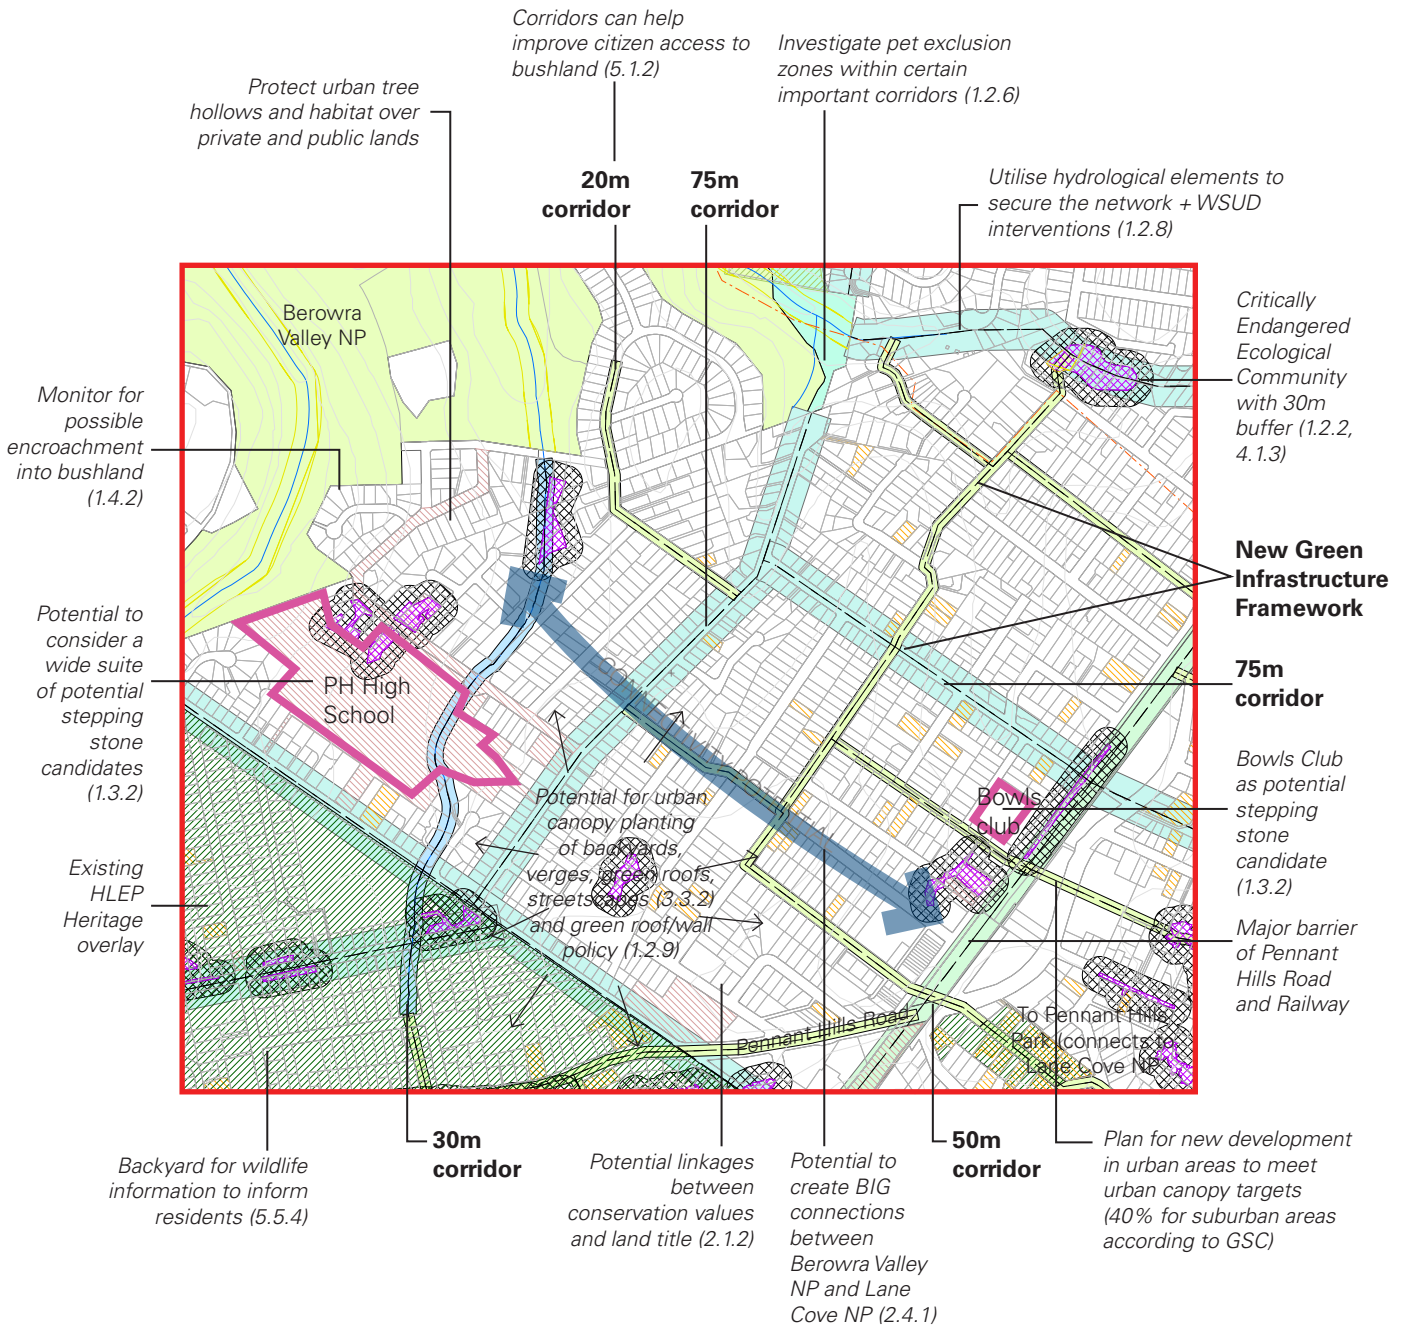 Corridors can help
improve citizen access to
bushland (5.1.2)
Investigate pet exclusion
zones within certain
important corridors (1.2.6)
Protect urban tree
hollows and habitat over
private and public lands
20m
corridor
75m
corridor
Utilise hydrological elements to
secure the network + WSUD
interventions (1.2.8)
Berowra
Valley NP
Critically
Endangered
Ecological
Community
with 30m
buffer (1.2.2,
4.1.3)
Monitor for
possible
encroachment
into bushland
(1.4.2)
New Green
Infrastructure
Framework
Potential to
consider a
wide suite
of potential
stepping
stone
candidates
(1.3.2)
PH High
School
75m
corridor
Bowls
club
Bowls Club
as potential
stepping
stone
candidate
(1.3.2)
Potential for urban
canopy planting
of backyards,
verges, green roofs,
streetscapes (3.3.2)
and green roof/wall
policy (1.2.9)
Existing
HLEP
Heritage
overlay
Major barrier
of Pennant
Hills Road
and Railway
Pennant Hills Road
To Pennant Hills
Park (connects to
Lane Cove NP
30m
corridor
50m
corridor
Backyard for wildlife
information to inform
residents (5.5.4)
Potential linkages
between
conservation values
and land title (2.1.2)
Potential to
create BIG
connections
between
Berowra Valley
NP and Lane
Cove NP (2.4.1)
Plan for new development
in urban areas to meet
urban canopy targets
(40% for suburban areas
according to GSC)